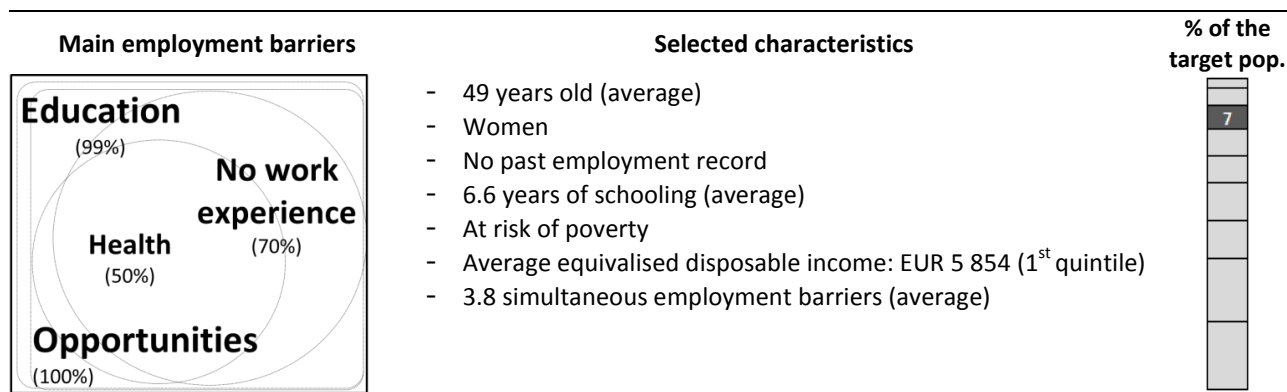 Main employment barriers
Selected characteristics
% of the
target pop.
Education
(99%)
No work
experience
(70%)
Health
(50%)
Opportunities
(100%)
- 49 years old (average)
- Women
- No past employment record
- 6.6 years of schooling (average)
- At risk of poverty
- Average equivalised disposable income: EUR 5 854 (1st quintile)
- 3.8 simultaneous employment barriers (average)
7